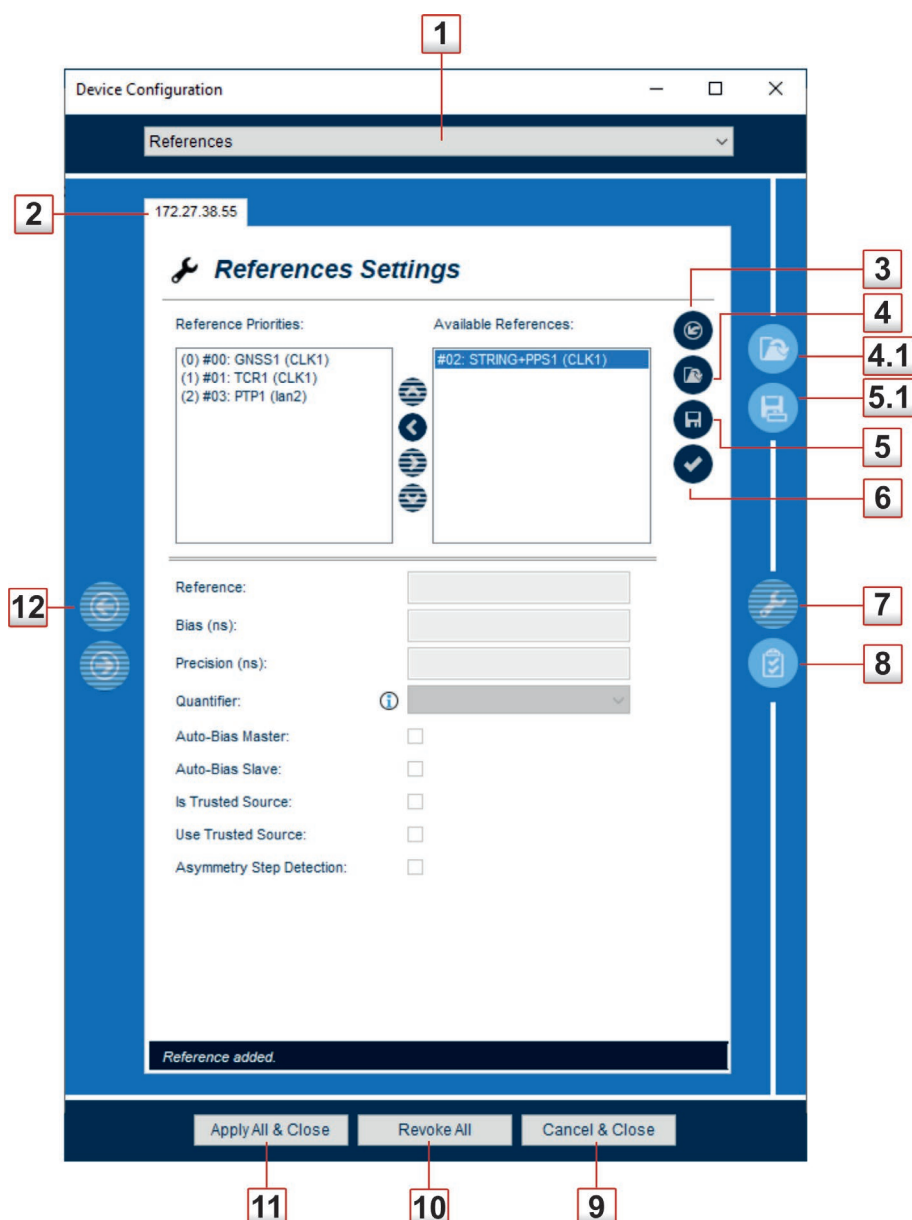 1
Device Configuration
References
2
172.27.38.55
References Settings
3
Reference Priorities:
Available References:
4
(0) #00: GNSS1 (CLK1)
(1) #01: TCR1 (CLK1)
(2) #03: PTP1 (lan2)
#02: STRING+PPS1 (CLK1)
4.1
5.1
5
6
Reference:
Bias (ns):
Precision (ns):
Quantifier:
Auto-Bias Master:
Auto-Bias Slave:
Is Trusted Source:
Use Trusted Source:
Asymmetry Step Detection:
12
7
8
Reference added.
Apply All & Close
Revoke All
Cancel & Close
11
10
9